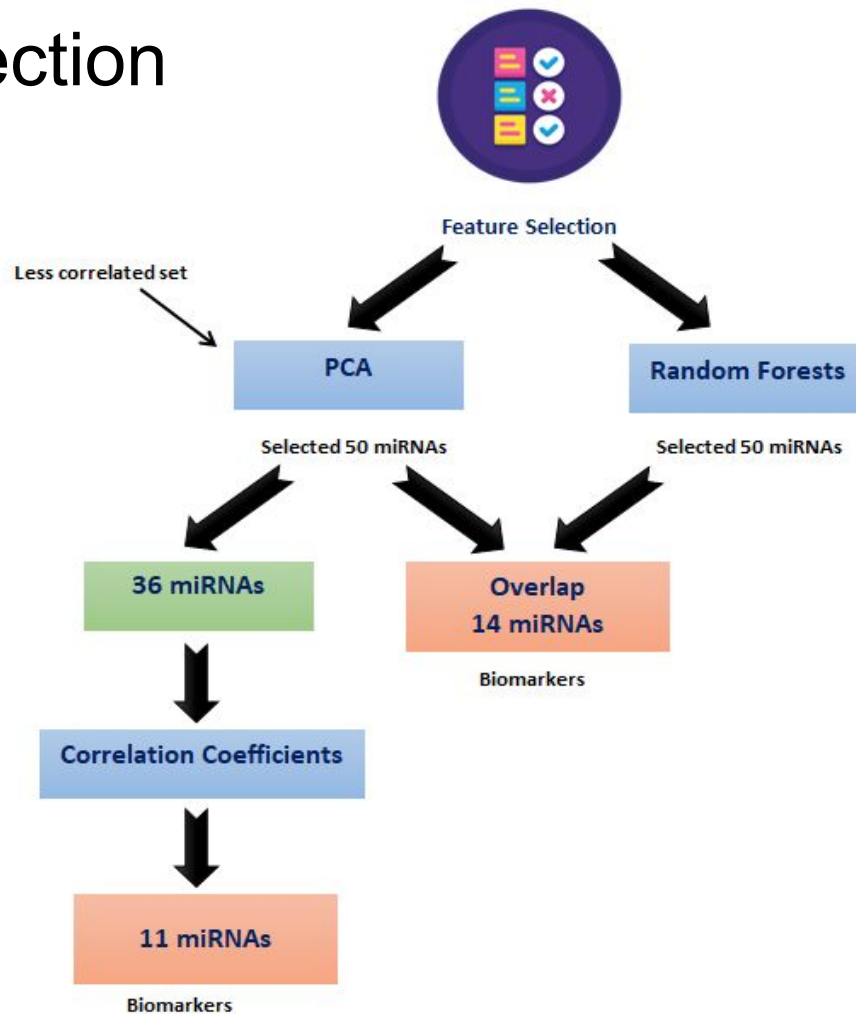 ection
Feature Selection
Less correlated set
PCA
Random Forests
Selected 50 miRNAs
Selected 50 miRNAs
36 miRNAs
Overlap
14 miRNAs
Biomarkers
Correlation Coefficients
11 miRNAs
Biomarkers